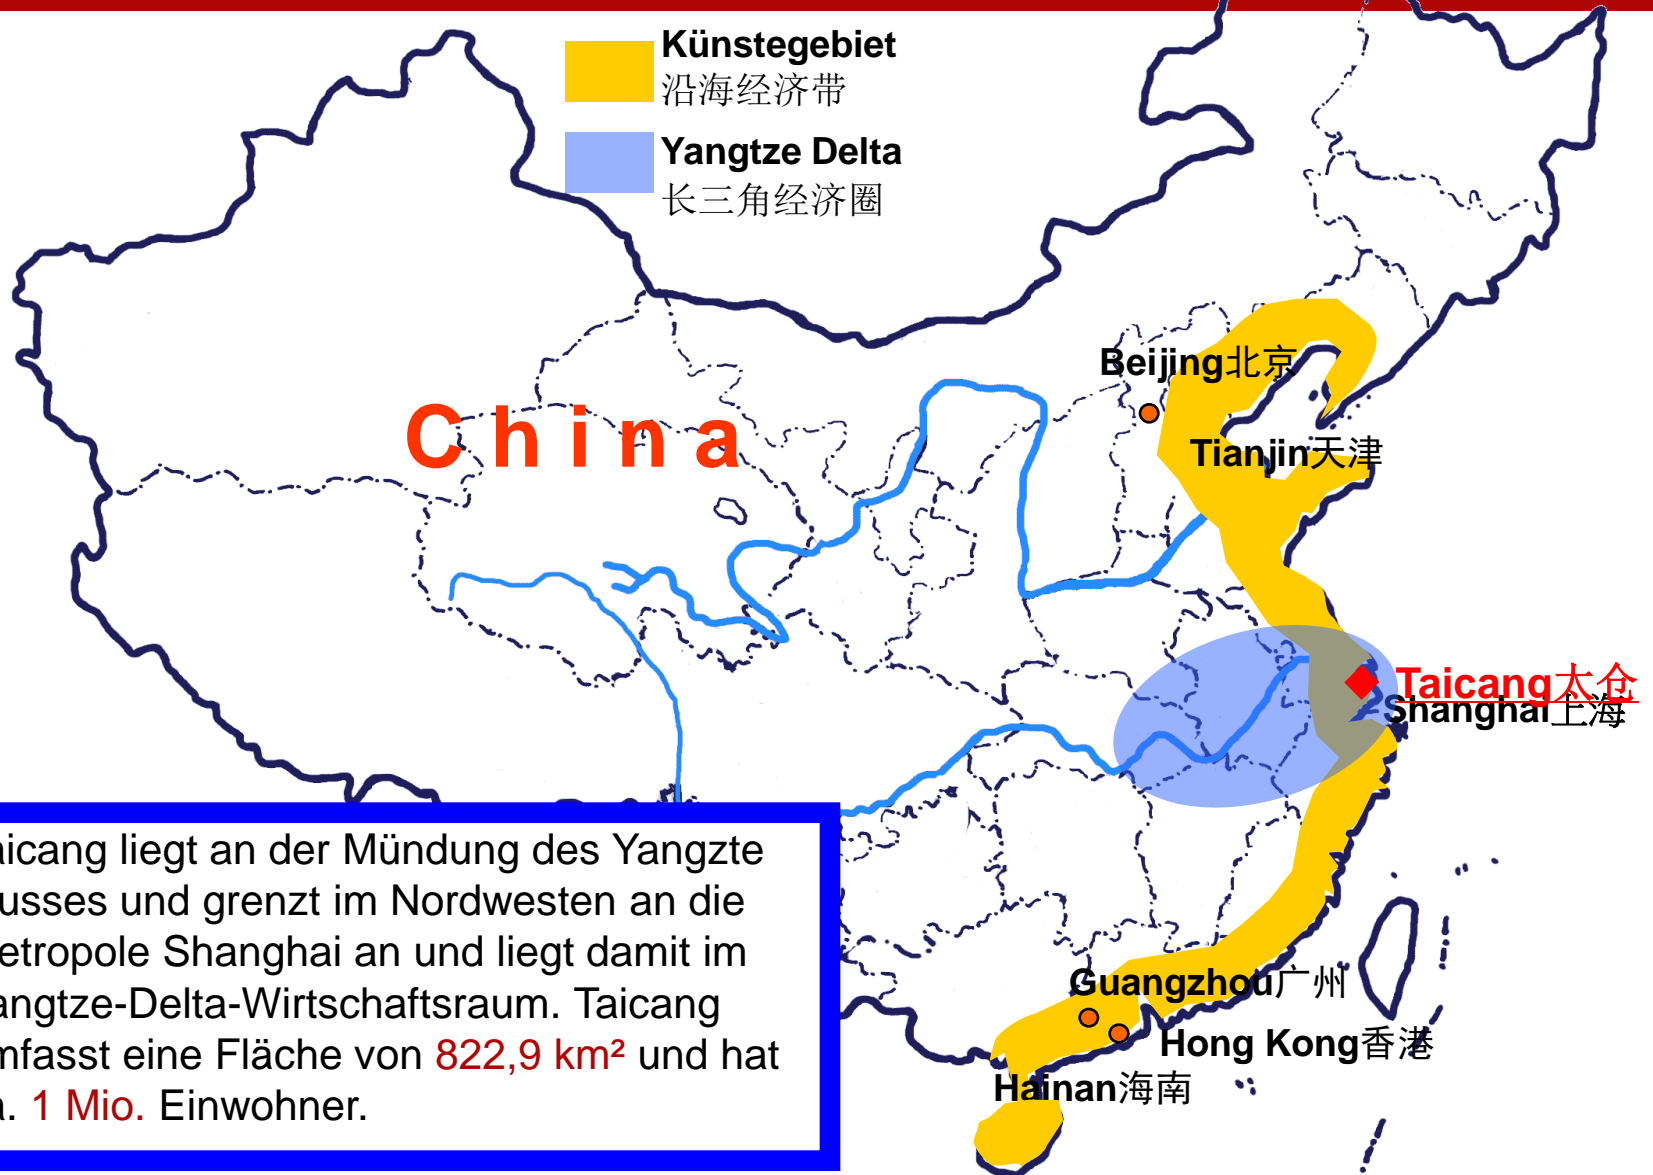 Künstegebiet
沿海经济带
Yangtze Delta
长三角经济圈
Beijing北京
China
Tianjin天津
Taicang太仓
Shanghai上海
aicang liegt an der Mündung des Yangzte
usses und grenzt im Nordwesten an die
etropole Shanghai an und liegt damit im
angtze-Delta-Wirtschaftsraum. Taicang
mfasst eine Fläche von 822,9 km² und hat
a. 1 Mio. Einwohner.
Guangzhou广州
Hong Kong香港
Hainan海南